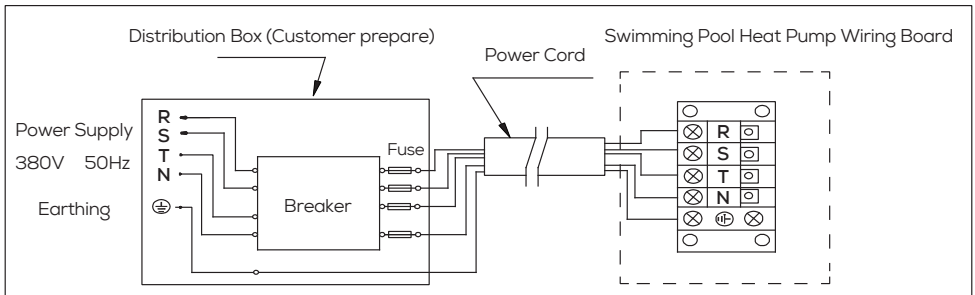 Distribution Box (Customer prepare)
Power Cord
Swimming Pool Heat Pump Wiring Board
Power Supply
380V 50Hz
Earthing
R
S
T
N
Breaker
Fuse
R
S
T
N